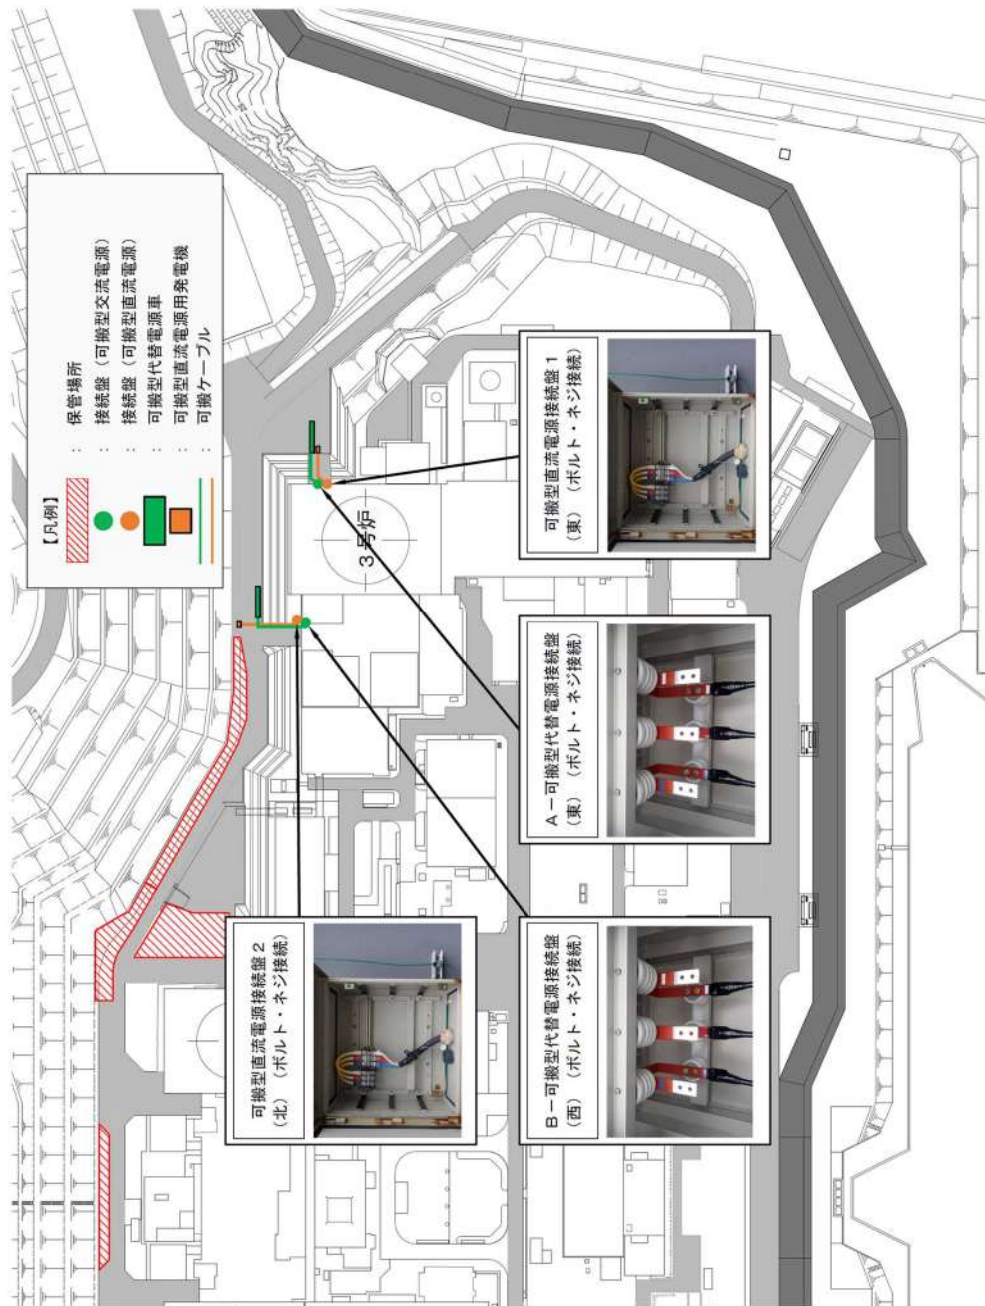 【凡例】
： 保管場所
： 接続盤（可搬型交流電源）
： 接続盤（可搬型直流電源）
： 可搬型代替電源車
： 可搬型直流電源用発電機
： 可搬ケーブル
3号炉
可搬型直流電源接続盤2
（北）（ボルト・ネジ接続）
B－可搬型代替電源接続盤
（西）（ボルト・ネジ接続）
A－可搬型代替電源接続盤
（東）（ボルト・ネジ接続）
可搬型直流電源接続盤1
（東）（ボルト・ネジ接続）